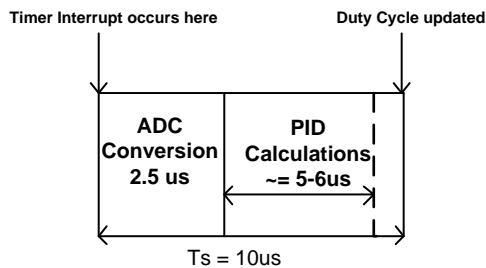 Timer Interrupt occurs here
Duty Cycle updated
ADC
Conversion
2.5 us
PID
Calculations
~= 5-6us
Ts = 10us